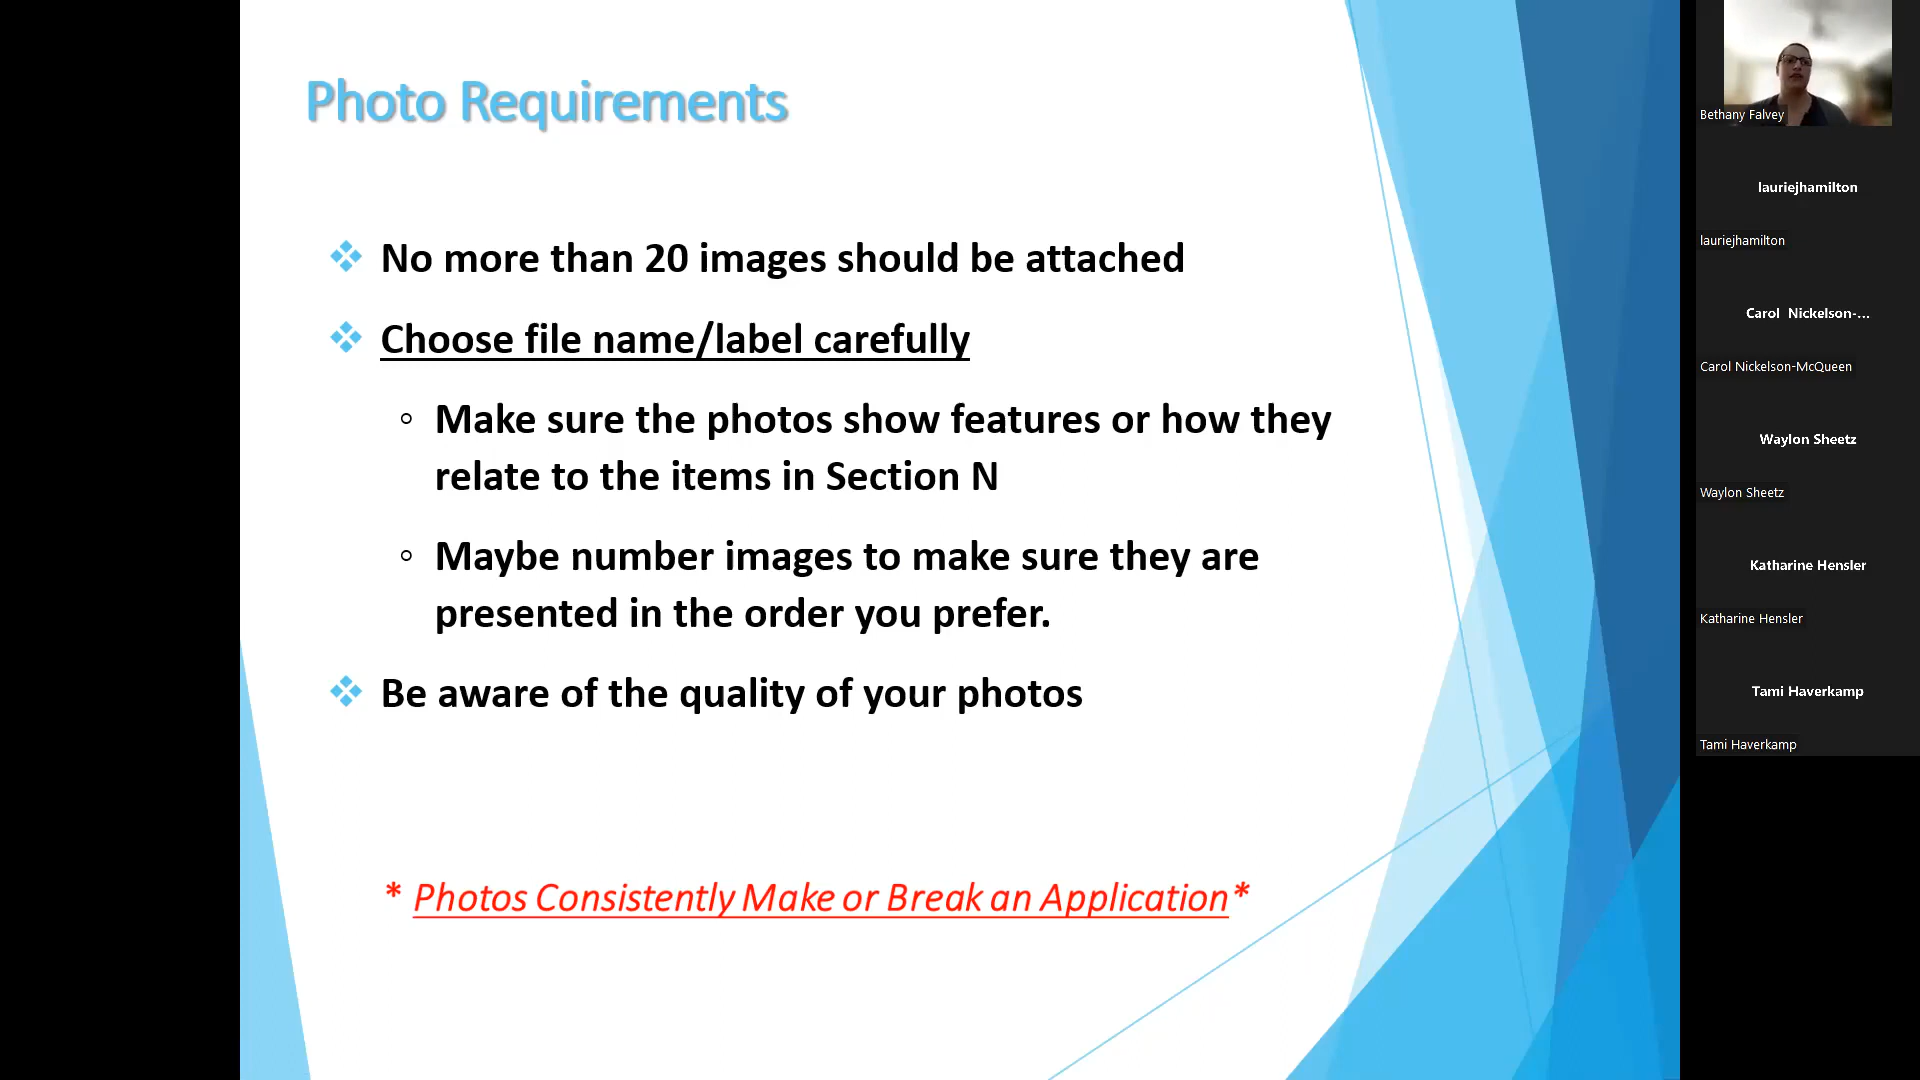 Photo Requirements
No more than 20 images should be attached
Choose file name/label carefully
Make sure the photos show features or how they
relate to the items in Section N
Maybe number images to make sure they are
presented in the order you prefer.
Be aware of the quality of your photos
* Photos Consistently Make or Break an Application*
Bethany Falvey
lauriejhamilton
lauriejhamilton
Carol Nickelson-...
Carol Nickelson-McQueen
Waylon Sheetz
Waylon Sheetz
Katharine Hensler
Katharine Hensler
Tami Haverkamp
Tami Haverkamp